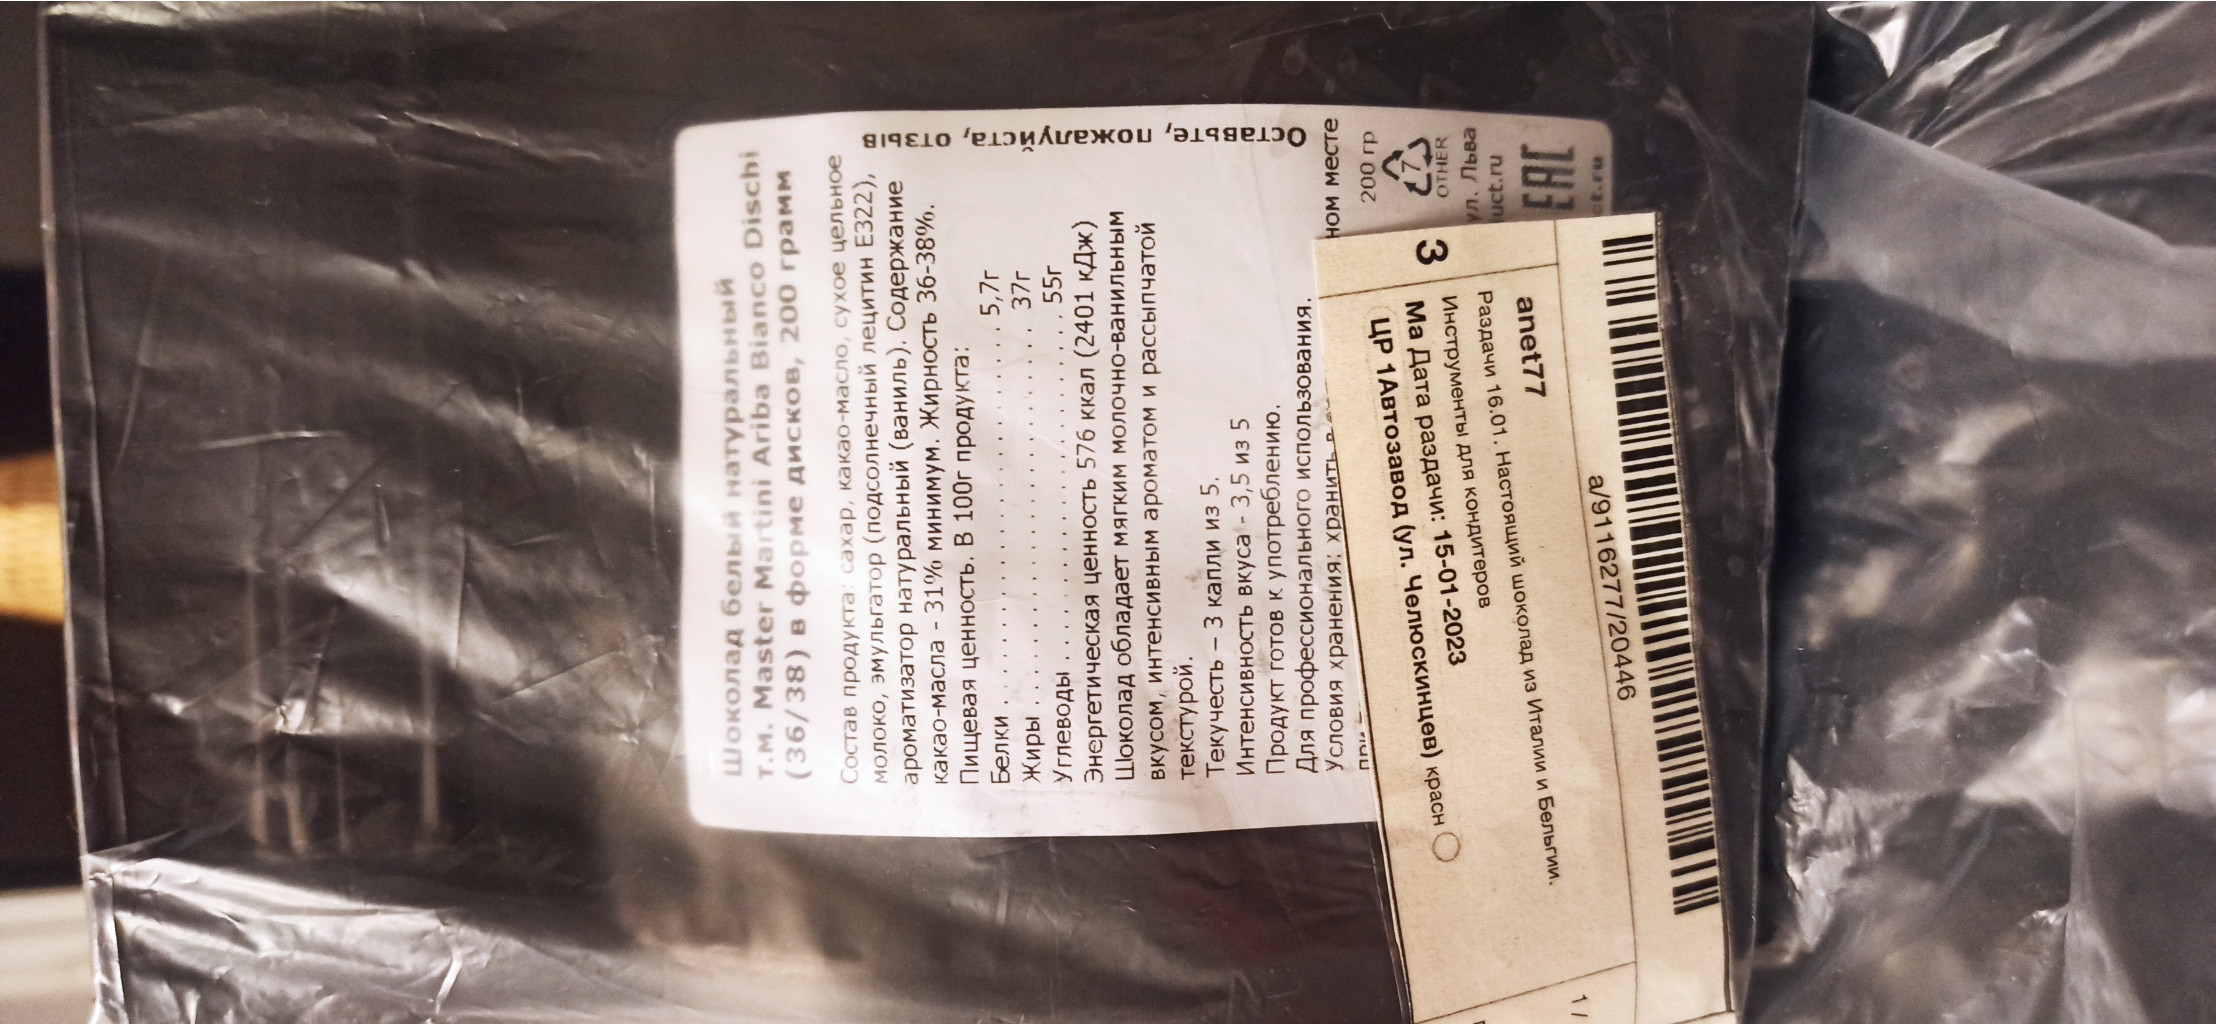 Шоколад белый натуральный
т.м. Master Martini Ariba Bianco Dischi
(36/38) в форме дисков, 200 грамм
Состав продукта: сахар, какао-масло, сухое цельное
молоко, эмульгатор (подсолнечный лецитин Е322),
ароматизатор натуральный (ваниль). Содержание
какао-масла - 31% минимум. Жирность 36-38%.
Пищевая ценность. В 100г продукта:
Белки . . . . . . . . . . . . . . . . . . . . . . . . 5,7г
Жиры . . . . . . . . . . . . . . . . . . . . . . . . 37г
Углеводы . . . . . . . . . . . . . . . . . . . . . . 55г
Энергетическая ценность 576 ккал (2401 кДж)
Шоколад обладает мягким молочно-ванильным
вкусом, интенсивным ароматом и рассыпчатой
текстурой.
Текучесть – 3 капли из 5.
Интенсивность вкуса - 3,5 из 5
Продукт готов к употреблению.
Для профессионального использования.
Условия хранения: хранить в ном месте
200 гр
7
OTHER
ул. Льва
uct.ru
EAC
ct.ru
Оставьте, пожалуйста, отзыв
3
anet77
Раздачи 16.01. Настоящий шоколад из Италии и Бельгии.
Инструменты для кондитеров
Ма Дата раздачи: 15-01-2023
ЦР 1Автозавод (ул. Челюскинцев) красн
a/91162777/20446
1 /